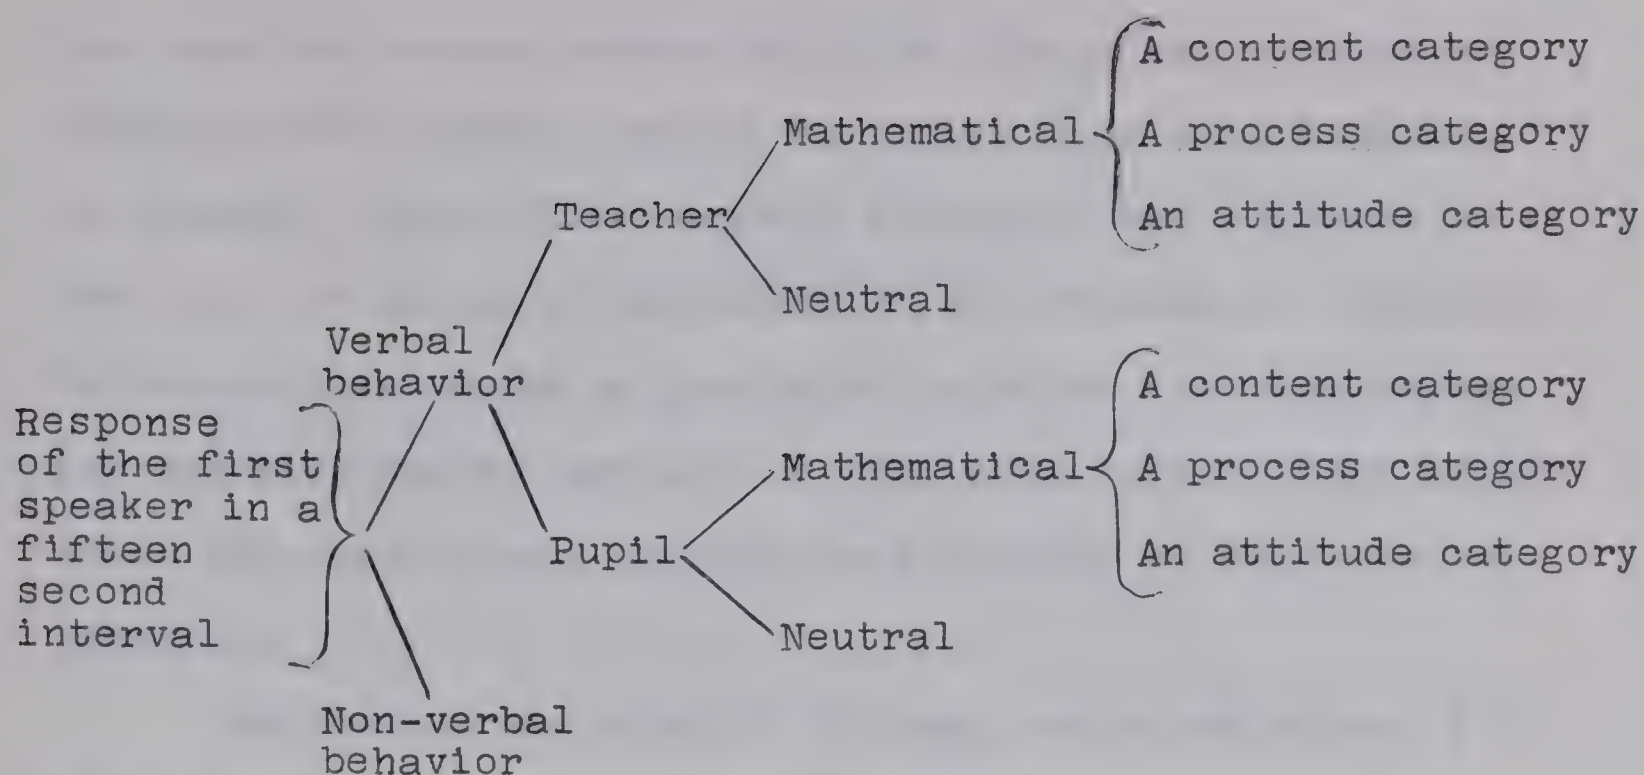 Response
of the first
speaker in a
fifteen
second
interval
Verbal
behavior
Non-verbal
behavior
Teacher
Pupil
Mathematical
Neutral
Mathematical
Neutral
A content category
A process category
An attitude category
A content category
A process category
An attitude category